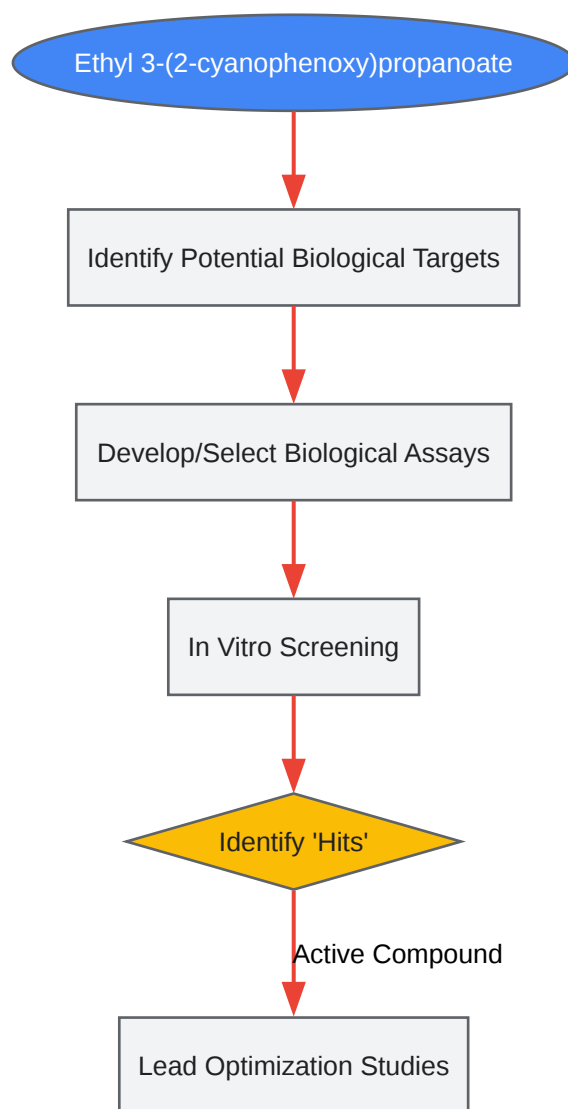 Ethyl 3-(2-cyanophenoxy)propanoate
Identify Potential Biological Targets
Develop/Select Biological Assays
In Vitro Screening
Identify 'Hits'
Active Compound
Lead Optimization Studies